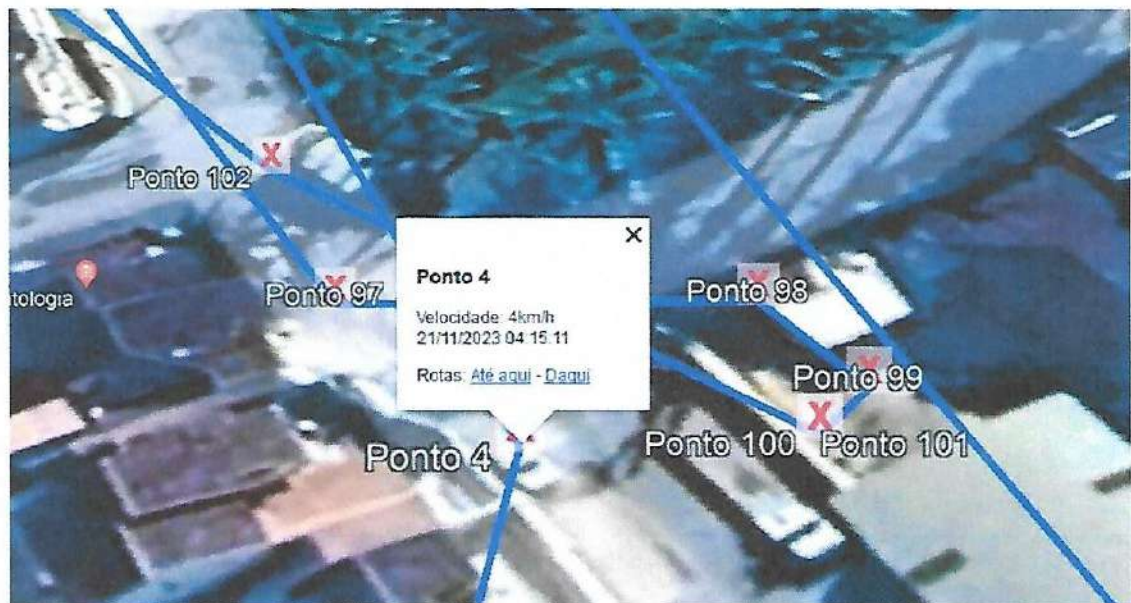 Ponto 102
tologia
Ponto 97
Ponto 4
Velocidade: 4km/h
21/11/2023 04:15:11
Rotas: Até aqui - Daqui
Ponto 98
Ponto 99
Ponto 4
Ponto 100
Ponto 101